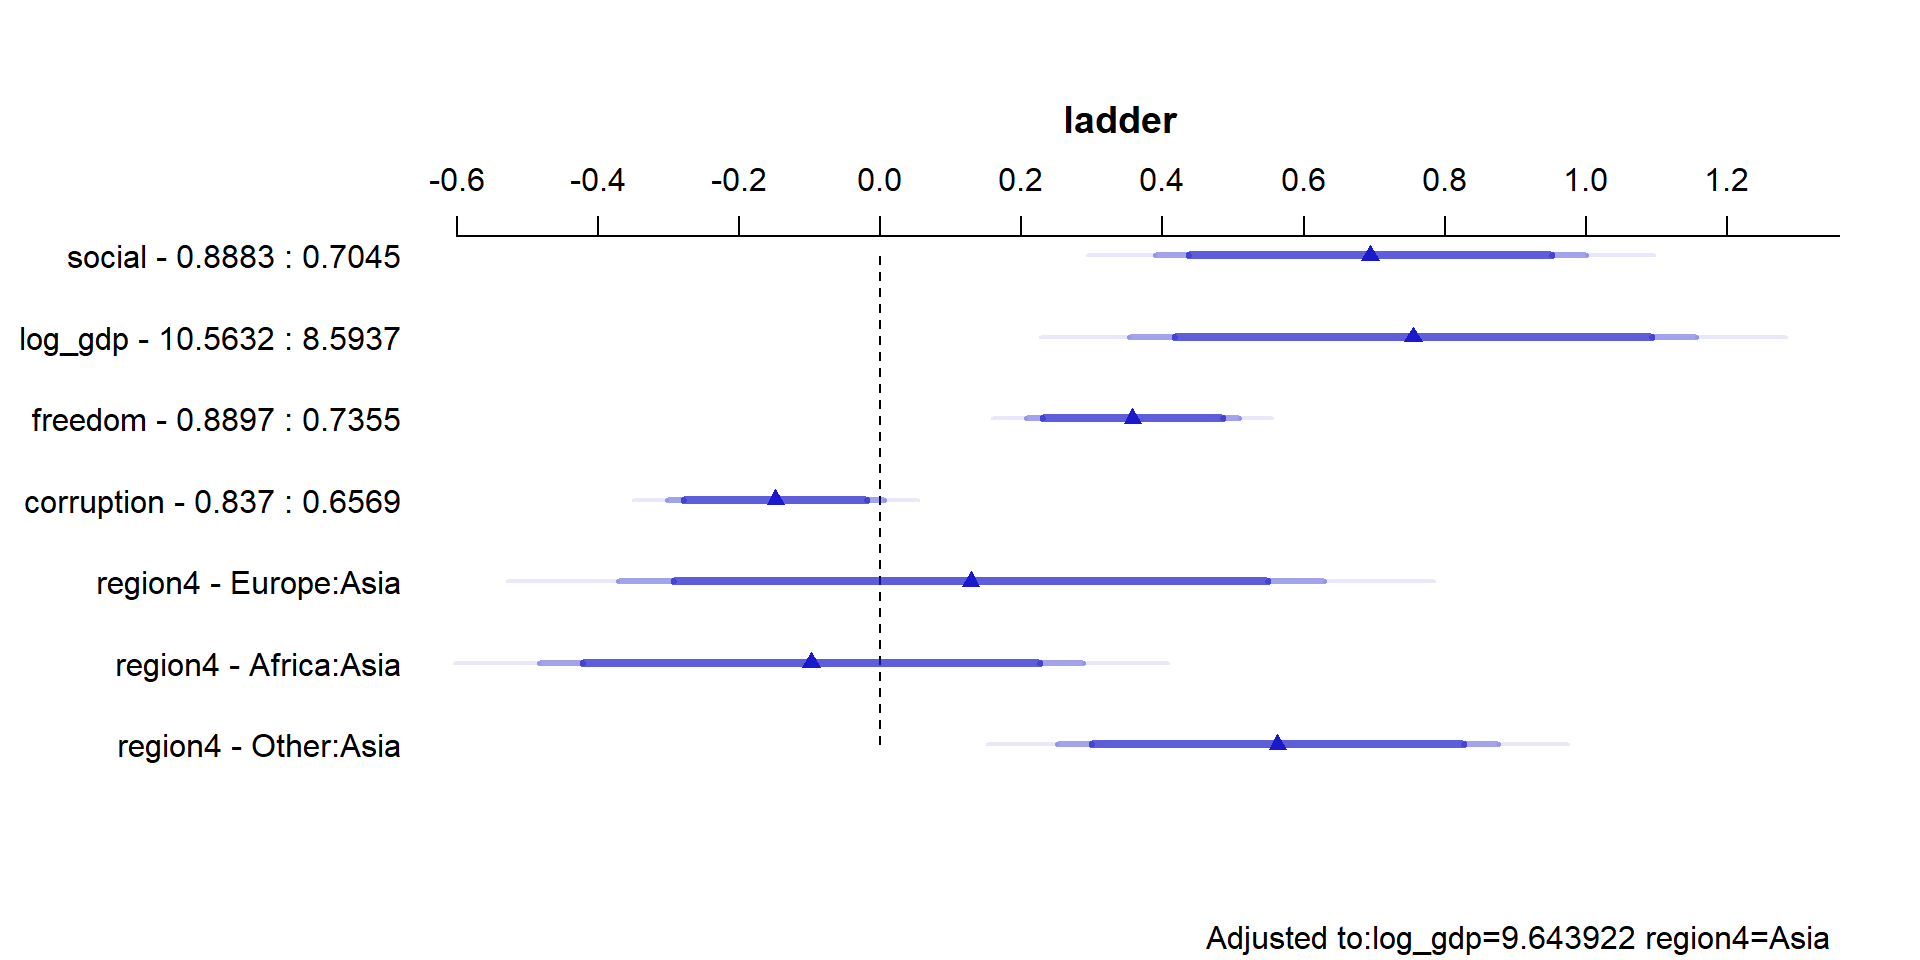 ladder
-0.6 -0.4 -0.2 0.0 0.2 0.4 0.6 0.8 1.0 1.2
social - 0.8883 : 0.7045
log_gdp - 10.5632 : 8.5937
freedom - 0.8897 : 0.7355
corruption - 0.837 : 0.6569
region4 - Europe:Asia
region4 - Africa:Asia
region4 - Other:Asia
Adjusted to:log_gdp=9.643922 region4=Asia